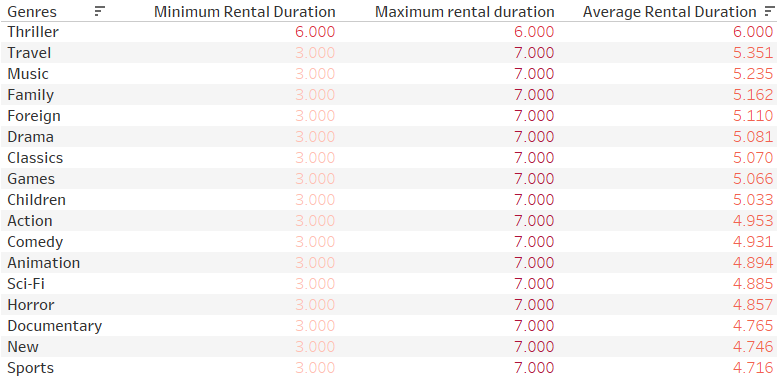 Genres Minimum Rental Duration Maximum rental duration Average Rental Duration
Thriller 6.000 6.000 6.000
Travel 3.000 7.000 5.351
Music 3.000 7.000 5.235
Family 3.000 7.000 5.162
Foreign 3.000 7.000 5.110
Drama 3.000 7.000 5.081
Classics 3.000 7.000 5.070
Games 3.000 7.000 5.066
Children 3.000 7.000 5.033
Action 3.000 7.000 4.953
Comedy 3.000 7.000 4.931
Animation 3.000 7.000 4.894
Sci-Fi 3.000 7.000 4.885
Horror 3.000 7.000 4.857
Documentary 3.000 7.000 4.765
New 3.000 7.000 4.746
Sports 3.000 7.000 4.716